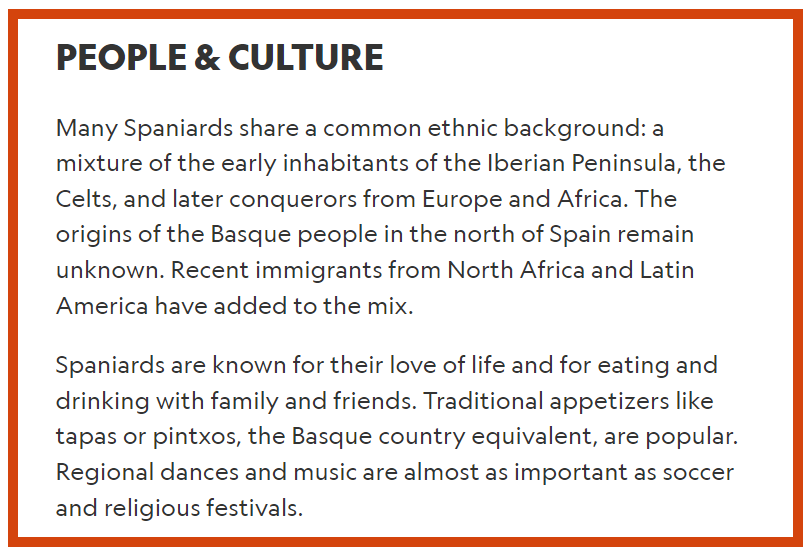 PEOPLE & CULTURE
Many Spaniards share a common ethnic background: a
mixture of the early inhabitants of the Iberian Peninsula, the
Celts, and later conquerors from Europe and Africa. The
origins of the Basque people in the north of Spain remain
unknown. Recent immigrants from North Africa and Latin
America have added to the mix.
Spaniards are known for their love of life and for eating and
drinking with family and friends. Traditional appetizers like
tapas or pintxos, the Basque country equivalent, are popular.
Regional dances and music are almost as important as soccer
and religious festivals.